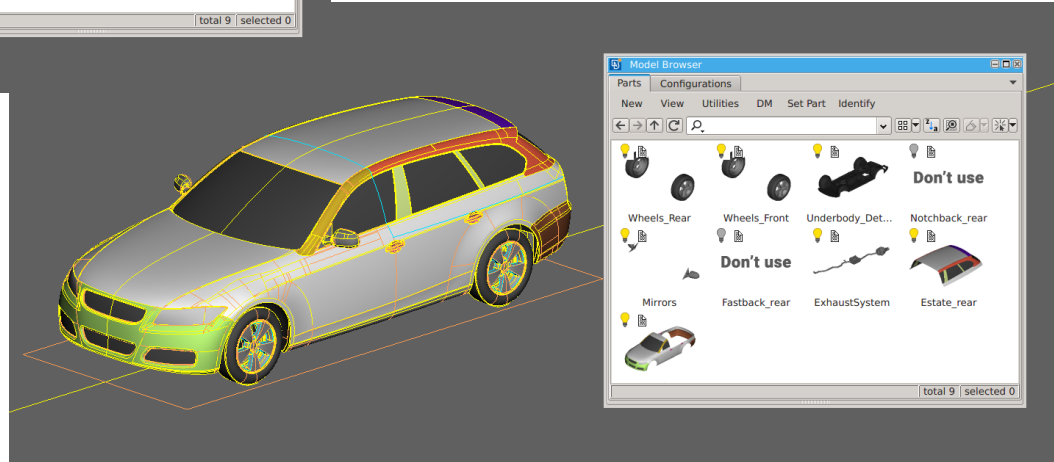 total 9 selected 0
Model Browser
Parts Configurations
New View Utilities DM Set Part Identify
Don't use
Wheels_Rear Wheels_Front Underbody_Det... Notchback_rear
Don't use
Mirrors Fastback_rear ExhaustSystem Estate_rear
total 9 selected 0